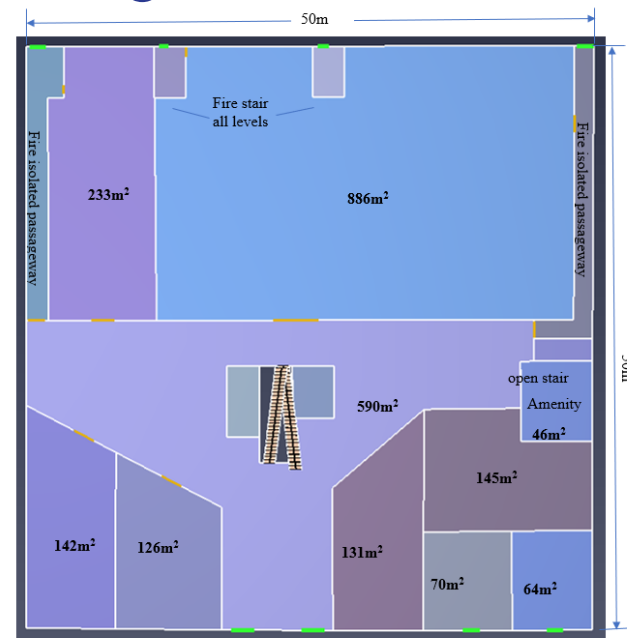 50m
Fire stair
all levels
Fire isolated passageway
Fire isolated passageway
233m²
886m²
open stair
590m²
Amenity
46m²
145m²
142m²
126m²
131m²
70m²
64m²